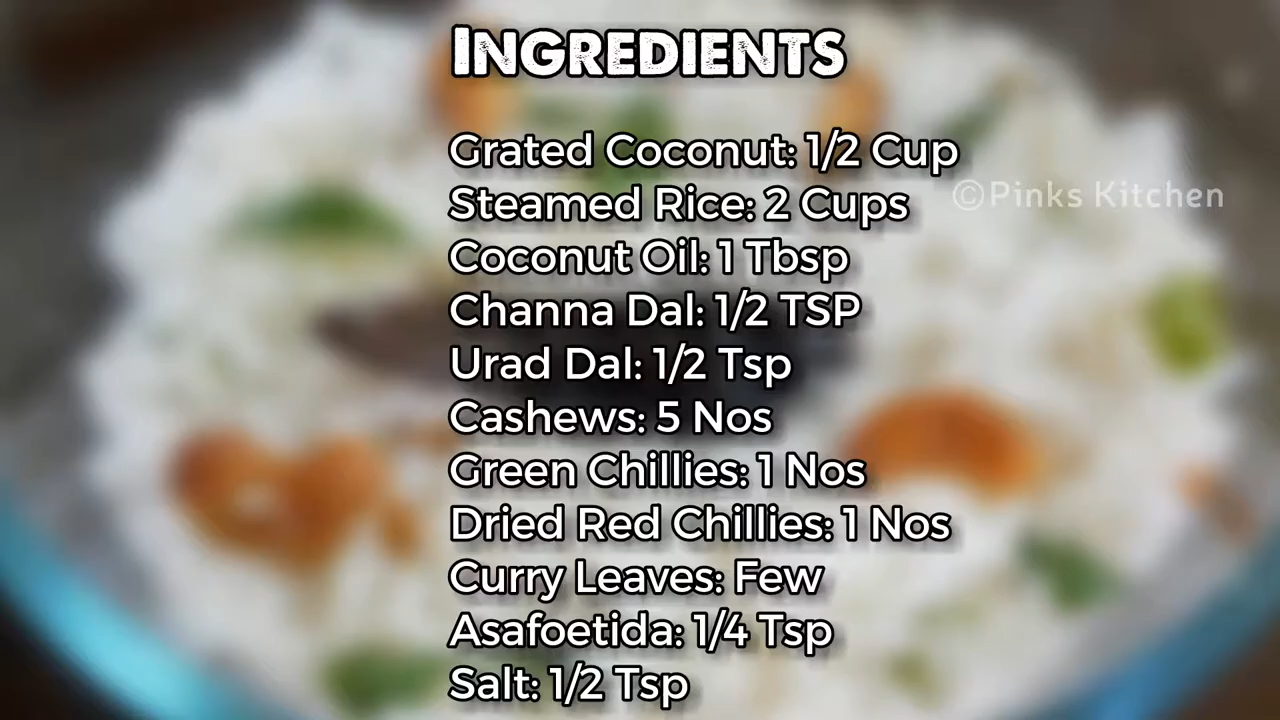 INGREDIENTS
Grated Coconut: 1/2 Cup
©Pinks Kitchen
Steamed Rice: 2 Cups
Coconut Oil: 1 Tbsp
Channa Dal: 1/2 TSP
Urad Dal: 1/2 Tsp
Cashews: 5 Nos
Green Chillies: 1 Nos
Dried Red Chillies: 1 Nos
Curry Leaves: Few
Asafoetida: 1/4 Tsp
Salt: 1/2 Tsp